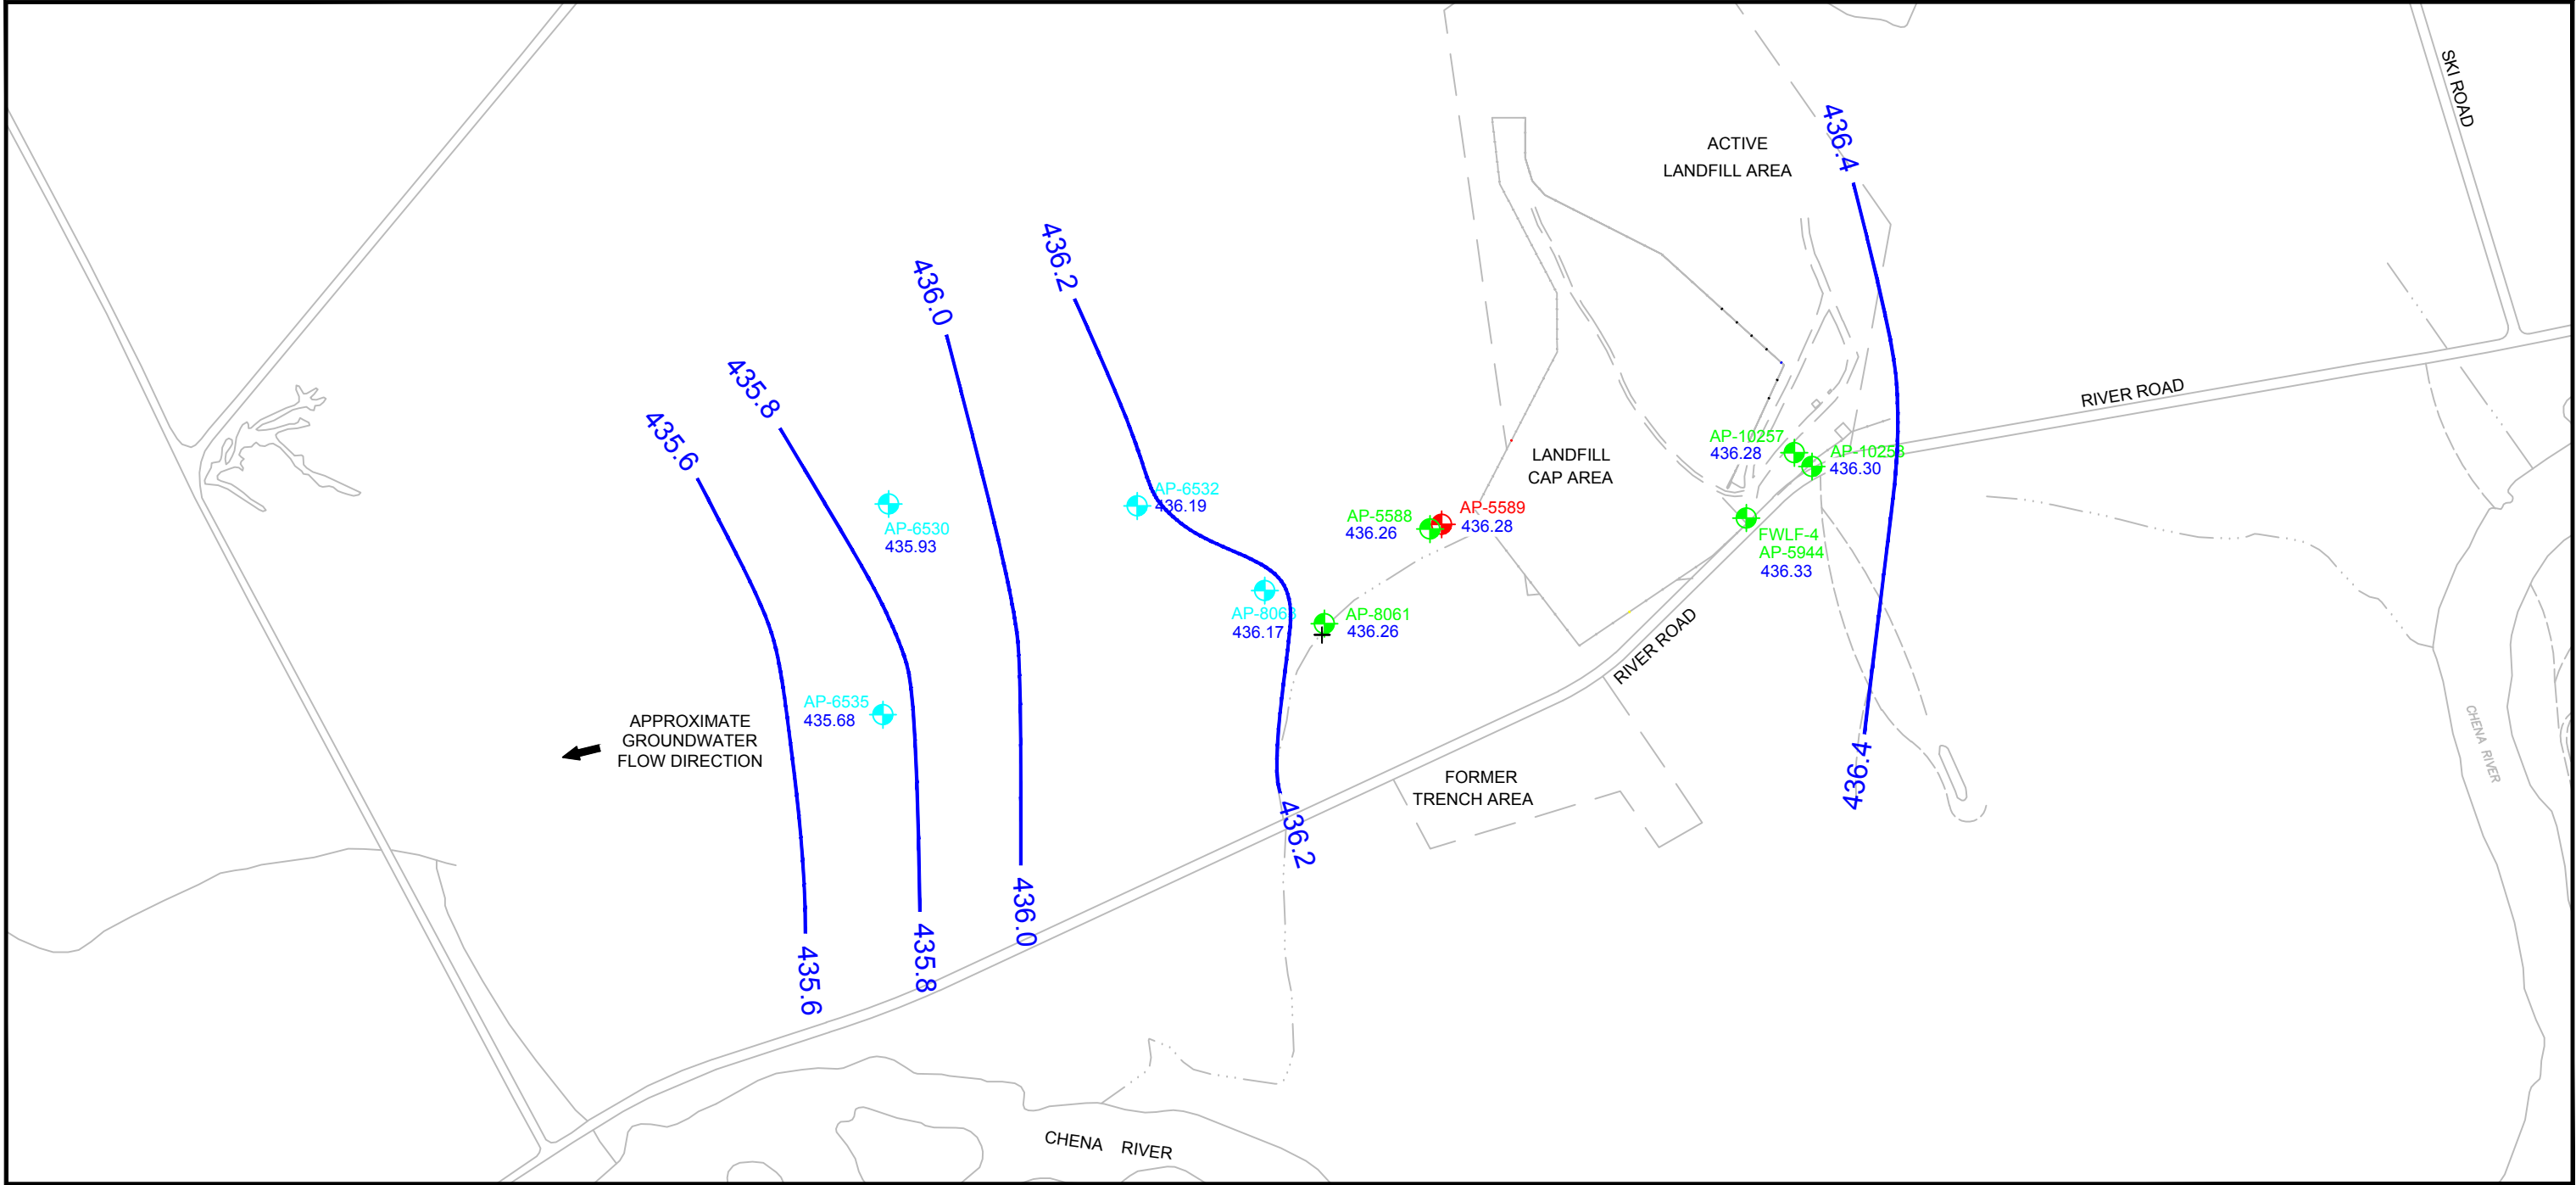 SKI ROAD
ACTIVE
LANDFILL AREA
436.4
436.2
436.0
435.8
435.6
RIVER ROAD
AP-10257
436.28
AP-10258
436.30
LANDFILL
CAP AREA
AP-6532
436.19
AP-6530
435.93
AP-5588
436.26
AP-5589
436.28
FWLF-4
AP-5944
436.33
AP-8063
436.17
AP-8061
436.26
RIVER ROAD
AP-6535
435.68
APPROXIMATE
GROUNDWATER
FLOW DIRECTION
FORMER
TRENCH AREA
CHENA RIVER
436.4
436.2
436.0
435.8
435.6
CHENA RIVER